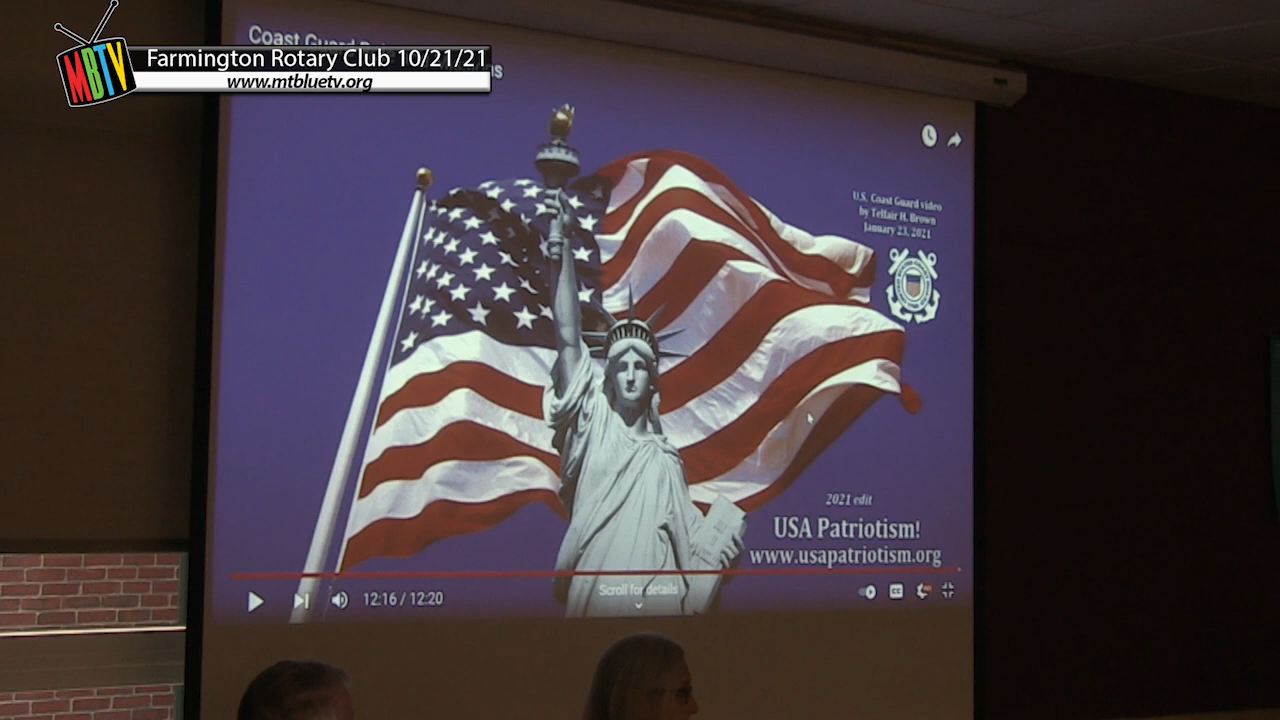 Coast Guard
MBTV
Farmington Rotary Club 10/21/21
www.mtbluetv.org
U.S. Coast Guard video
by Telfair H. Brown
January 23, 2021
2021 edit
USA Patriotism!
www.usapatriotism.org
Scroll for details
12:16 / 12:20
CC